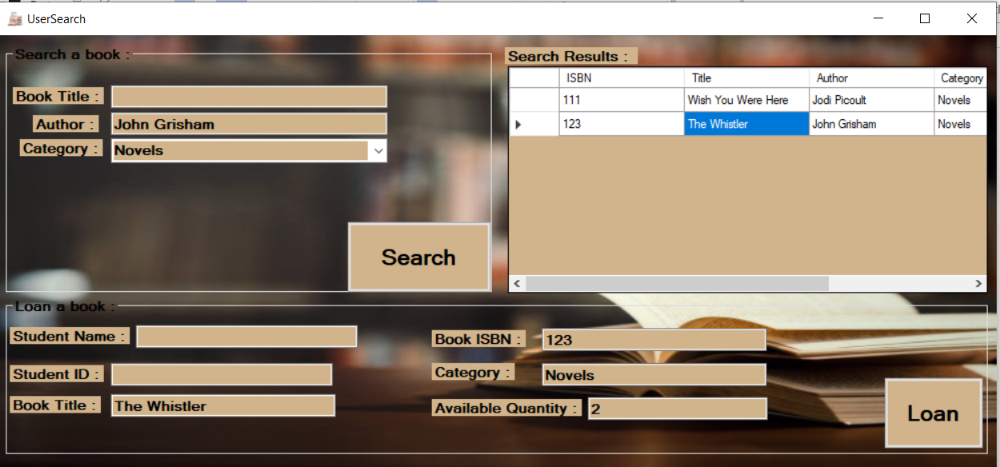 UserSearch
Search a book :
Book Title :
Author : John Grisham
Category : Novels
Search
Search Results :
ISBN Title Author Category
111 Wish You Were Here Jodi Picoult Novels
123 The Whistler John Grisham Novels
Loan a book :
Student Name :
Student ID :
Book Title : The Whistler
Book ISBN : 123
Category : Novels
Available Quantity : 2
Loan